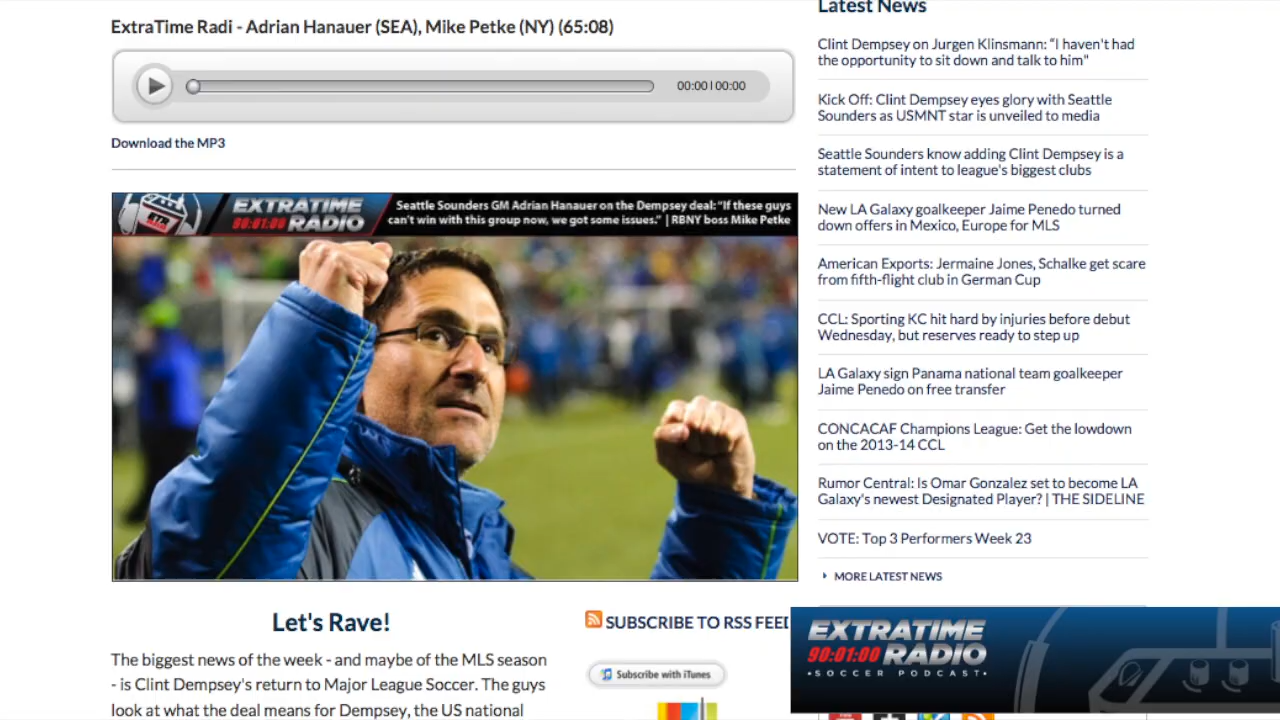 ExtraTime Radi - Adrian Hanauer (SEA), Mike Petke (NY) (65:08)
00:00 | 00:00
Download the MP3
EXTRATIME
90:01:00 RADIO
Seattle Sounders GM Adrian Hanauer on the Dempsey deal: "If these guys
can't win with this group now, we got some issues." | RBNY boss Mike Petke
Let's Rave!
The biggest news of the week - and maybe of the MLS season
- is Clint Dempsey's return to Major League Soccer. The guys
look at what the deal means for Dempsey, the US national
SUBSCRIBE TO RSS FEED
Subscribe with iTunes
Latest News
Clint Dempsey on Jurgen Klinsmann: “I haven't had
the opportunity to sit down and talk to him"
Kick Off: Clint Dempsey eyes glory with Seattle
Sounders as USMNT star is unveiled to media
Seattle Sounders know adding Clint Dempsey is a
statement of intent to league's biggest clubs
New LA Galaxy goalkeeper Jaime Penedo turned
down offers in Mexico, Europe for MLS
American Exports: Jermaine Jones, Schalke get scare
from fifth-flight club in German Cup
CCL: Sporting KC hit hard by injuries before debut
Wednesday, but reserves ready to step up
LA Galaxy sign Panama national team goalkeeper
Jaime Penedo on free transfer
CONCACAF Champions League: Get the lowdown
on the 2013-14 CCL
Rumor Central: Is Omar Gonzalez set to become LA
Galaxy's newest Designated Player? | THE SIDELINE
VOTE: Top 3 Performers Week 23
MORE LATEST NEWS
EXTRATIME
90:01:00 RADIO
•SOCCER PODCAST•